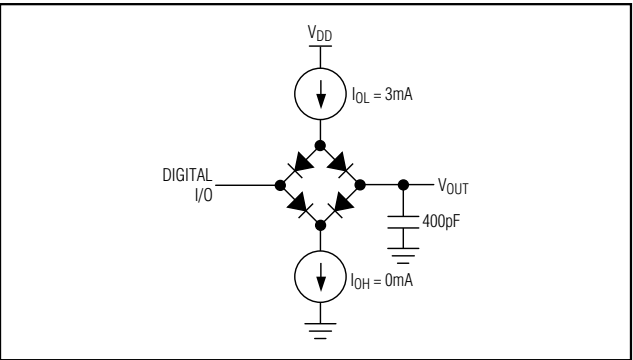 VDD
IOL = 3mA
DIGITAL
I/O
VOUT
400pF
IOH = 0mA